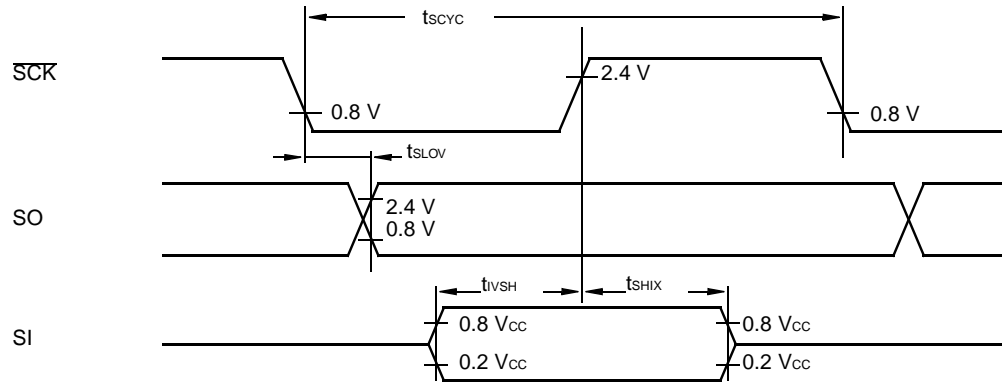 tSCYC
SCK
2.4 V
0.8 V
0.8 V
tSLOV
SO
2.4 V
0.8 V
tIVSH
tSHIX
SI
0.8 VCC
0.8 VCC
0.2 VCC
0.2 VCC